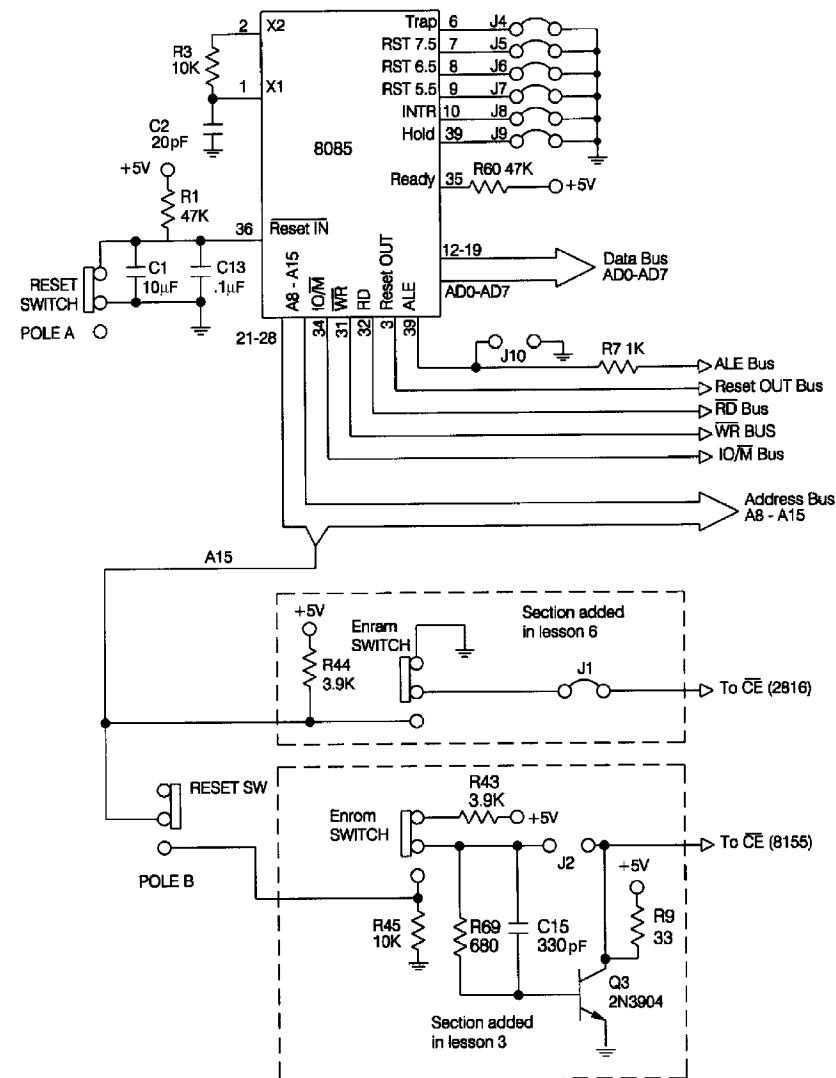 2 X2
R3
10K
1 X1
C2
20pF
+5V
R1
47K
36 Reset IN
RESET
SWITCH
C1
10µF
C13
.1µF
POLE A
8085
Trap 6 J4
RST 7.5 7 J5
RST 6.5 8 J6
RST 5.5 9 J7
INTR 10 J8
Hold 39 J9
Ready 35 R60 47K +5V
12-19
AD0-AD7
Data Bus
AD0-AD7
A8 - A15
IO/M
WR
RD
Reset OUT
ALE
21-28
34
31
32
3
39
J10
R7 1K
ALE Bus
Reset OUT Bus
RD Bus
WR BUS
IO/M Bus
Address Bus
A8 - A15
A15
+5V
R44
3.9K
Enram
SWITCH
Section added
in lesson 6
J1
To CE (2816)
RESET SW
POLE B
Enrom
SWITCH
R43
3.9K
+5V
J2
To CE (8155)
+5V
R9
33
R45
10K
R69
680
C15
330pF
Q3
2N3904
Section added
in lesson 3